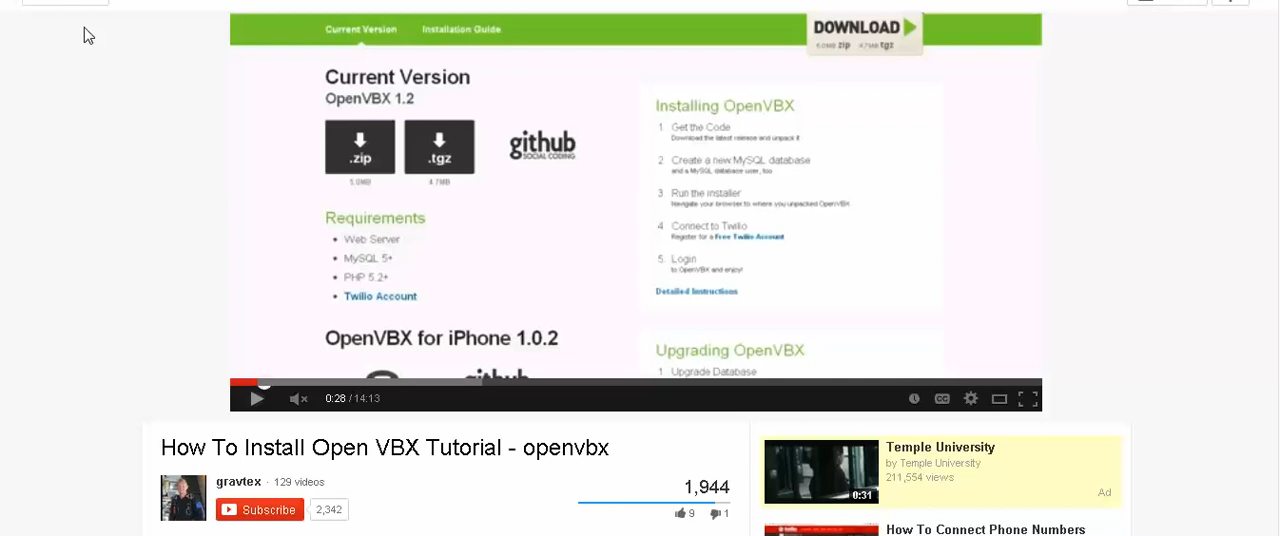 Current Version Installation Guide DOWNLOAD
5.0MB zip 4.7MB tgz
Current Version
OpenVBX 1.2
.zip .tgz github
SOCIAL CODING
5.0MB 4.7MB
Requirements
• Web Server
• MySQL 5+
• PHP 5.2+
• Twilio Account
OpenVBX for iPhone 1.0.2
github
Installing OpenVBX
1 Get the Code
Download the latest release and unpack it
2 Create a new MySQL database
and a MySQL database user, too
3 Run the installer
Navigate your browser to where you unpacked OpenVBX
4 Connect to Twilio
Register for a Free Twilio Account
5. Login
to OpenVBX and enjoy!
Detailed Instructions
Upgrading OpenVBX
1. Upgrade Database
0:28 / 14:13 CC
How To Install Open VBX Tutorial - openvbx
gravtex · 129 videos
Subscribe 2,342
1,944
9 1
Temple University
by Temple University
211,554 views
0:31 Ad
How To Connect Phone Numbers